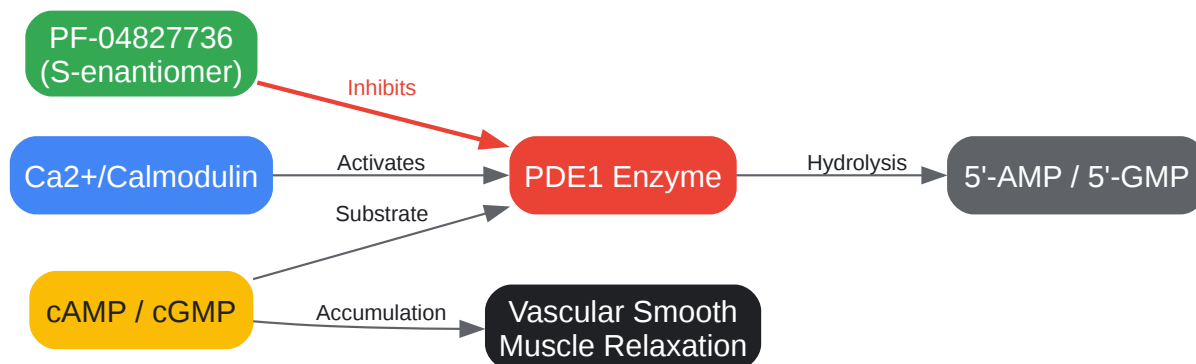 PF-04827736
(S-enantiomer)
Inhibits
Ca2+/Calmodulin
Activates
PDE1 Enzyme
Hydrolysis
5'-AMP / 5'-GMP
Substrate
cAMP / cGMP
Accumulation
Vascular Smooth
Muscle Relaxation